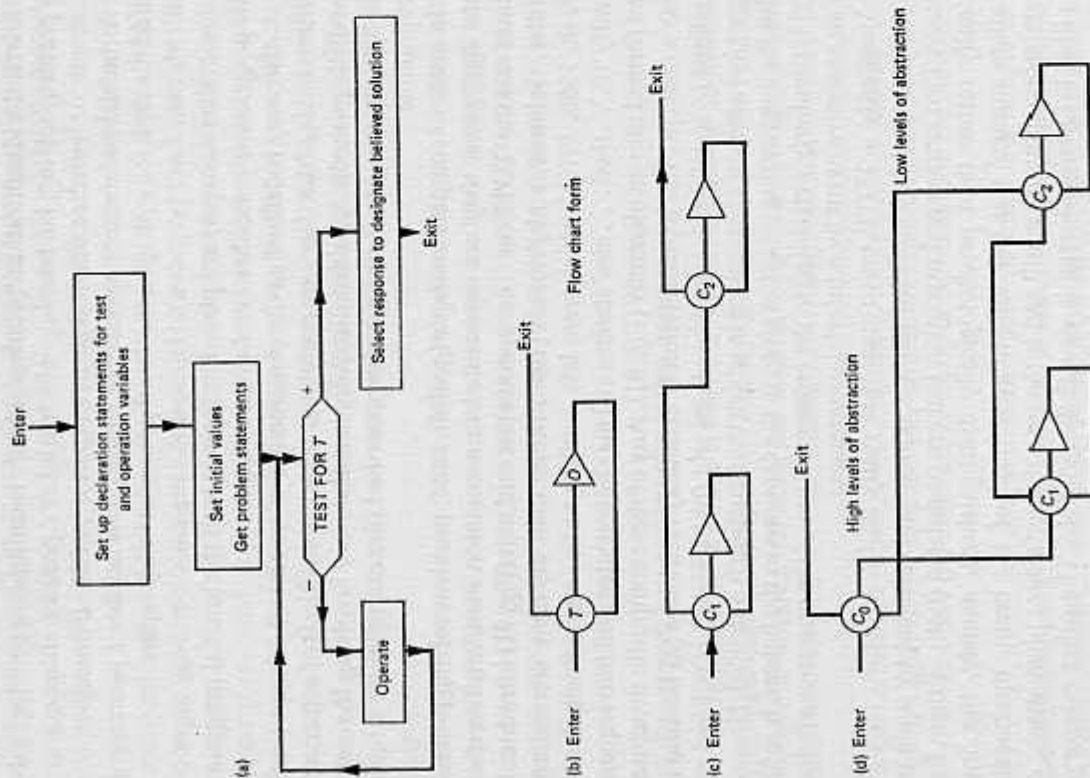 (a)
Enter
Set up declaration statements for test
and operation variables
Set initial values
Get problem statements
TEST FOR T
+
−
Operate
Select response to designate believed solution
Exit
(b) Enter
T
O
Exit
Flow chart form
(c) Enter
C1
C2
Exit
(d) Enter
C0
Exit
High levels of abstraction
C1
C2
Low levels of abstraction